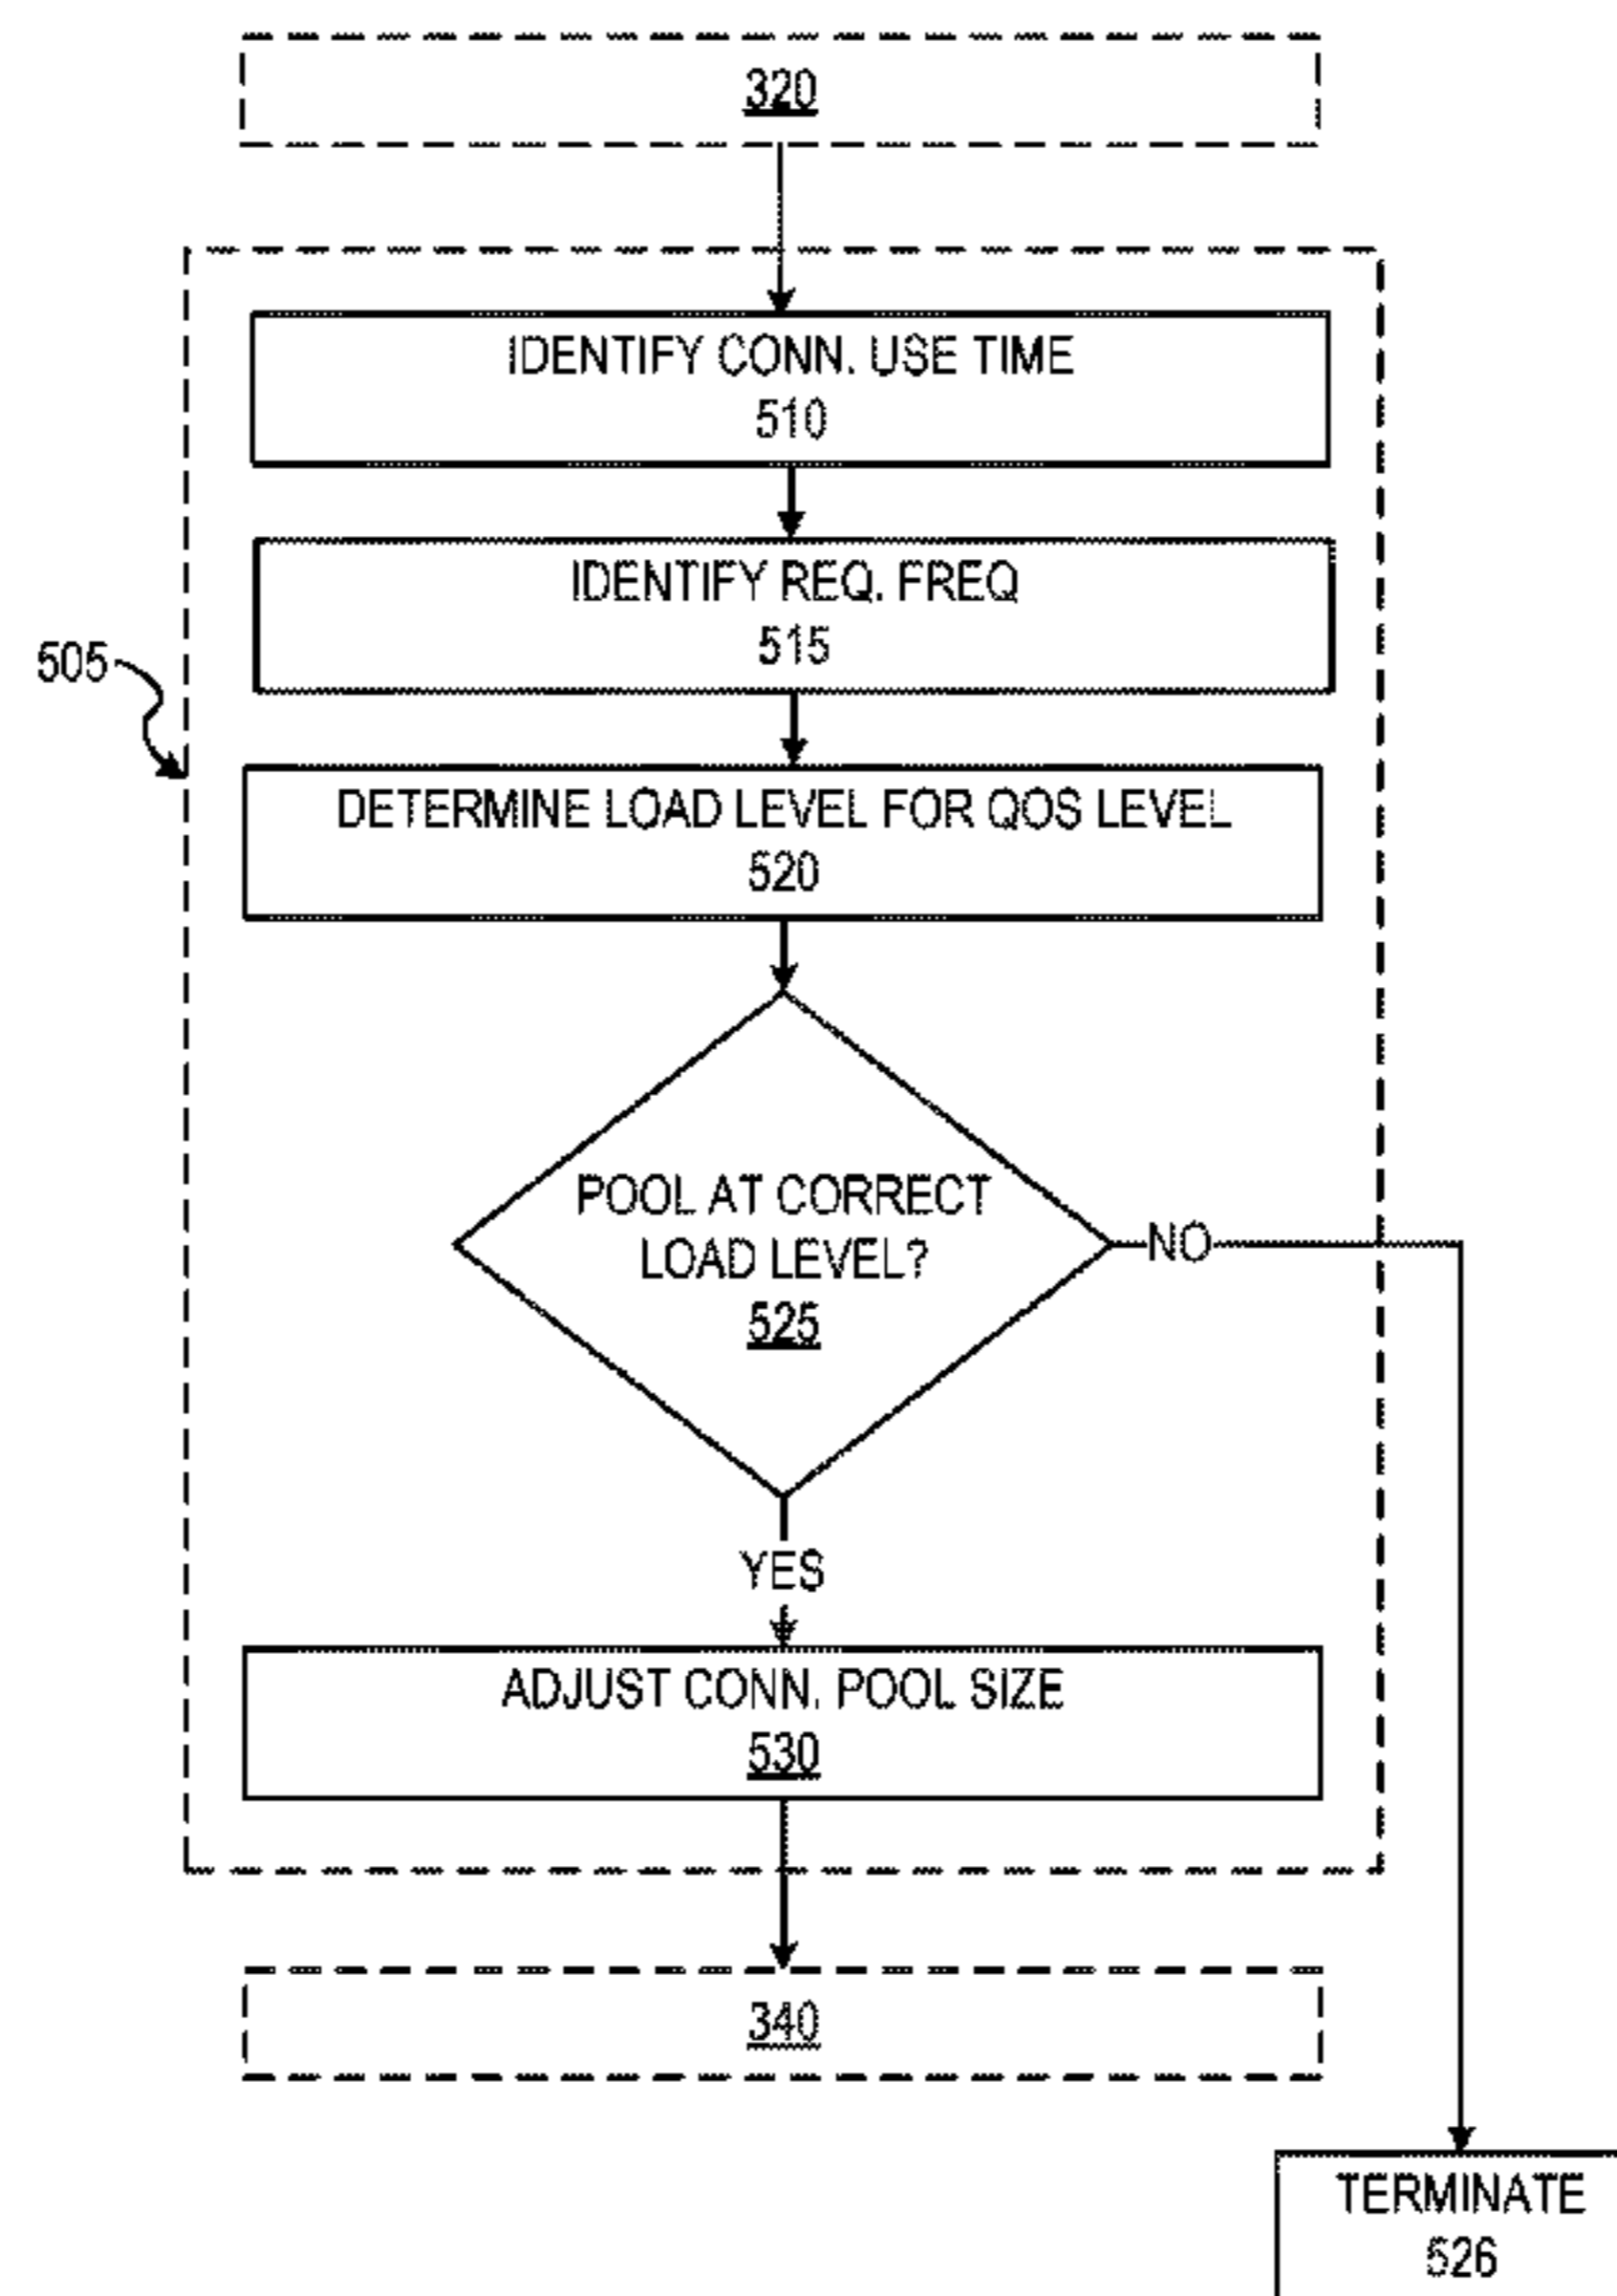 320
IDENTIFY CONN. USE TIME
510
IDENTIFY REQ. FREQ
515
505
DETERMINE LOAD LEVEL FOR QOS LEVEL
520
POOL AT CORRECT
LOAD LEVEL?
525
NO
YES
ADJUST CONN. POOL SIZE
530
340
TERMINATE
526